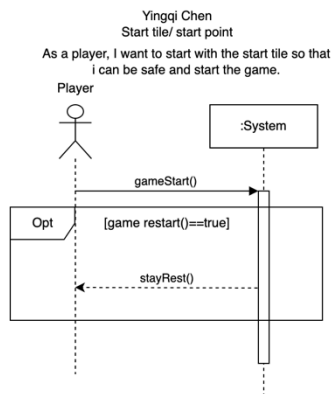 Yingqi Chen
Start tile/ start point
As a player, I want to start with the start tile so that
i can be safe and start the game.
Player
:System
gameStart()
Opt
[game restart()==true]
stayRest()